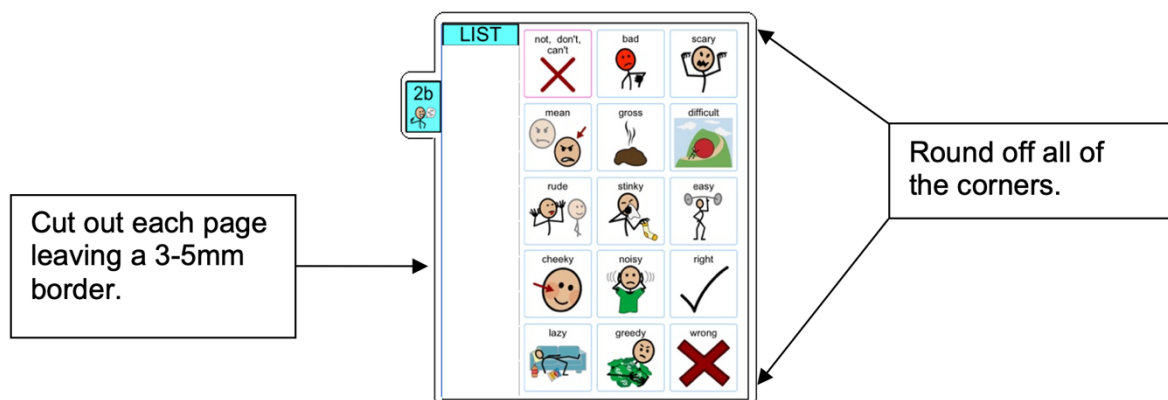 LIST
2b
not, don't,
can't
bad
scary
mean
gross
difficult
rude
stinky
easy
cheeky
noisy
right
lazy
greedy
wrong
Cut out each page
leaving a 3-5mm
border.
Round off all of
the corners.